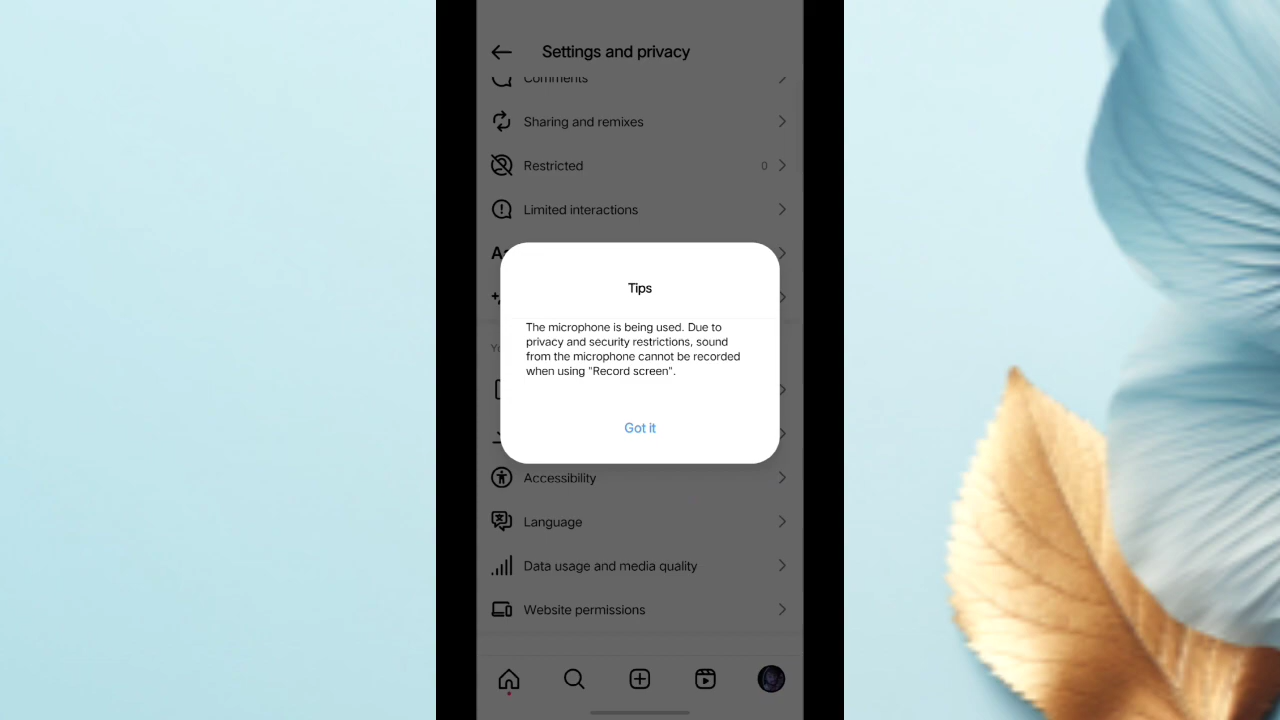 Settings and privacy
Comments
Sharing and remixes
Restricted 0
Limited interactions
Tips
The microphone is being used. Due to
privacy and security restrictions, sound
from the microphone cannot be recorded
when using "Record screen".
Got it
Accessibility
Language
Data usage and media quality
Website permissions